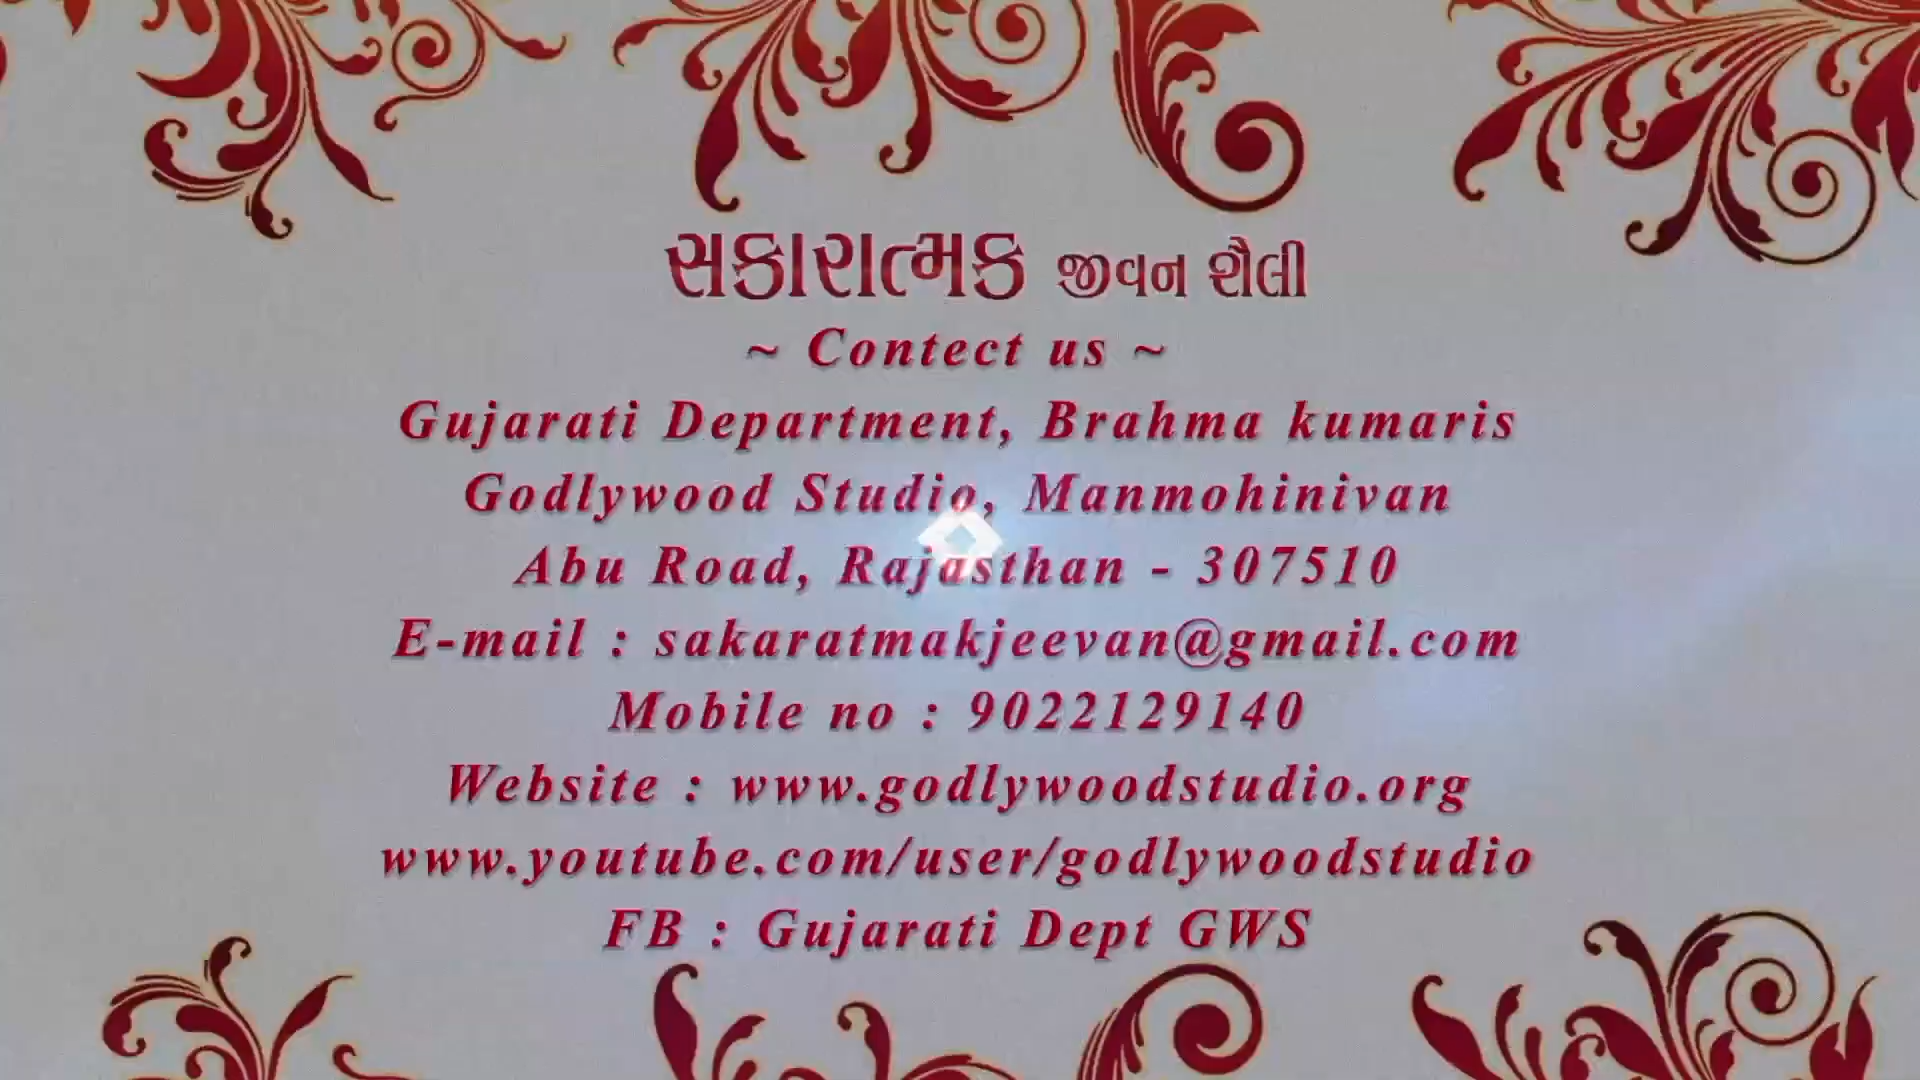 સકારાત્મક જીવન શૈલી
~ Contect us ~
Gujarati Department, Brahma kumaris
Godlywood Studio, Manmohinivan
Abu Road, Rajasthan - 307510
E-mail : sakaratmakjeevan@gmail.com
Mobile no : 9022129140
Website : www.godlywoodstudio.org
www.youtube.com/user/godlywoodstudio
FB : Gujarati Dept GWS